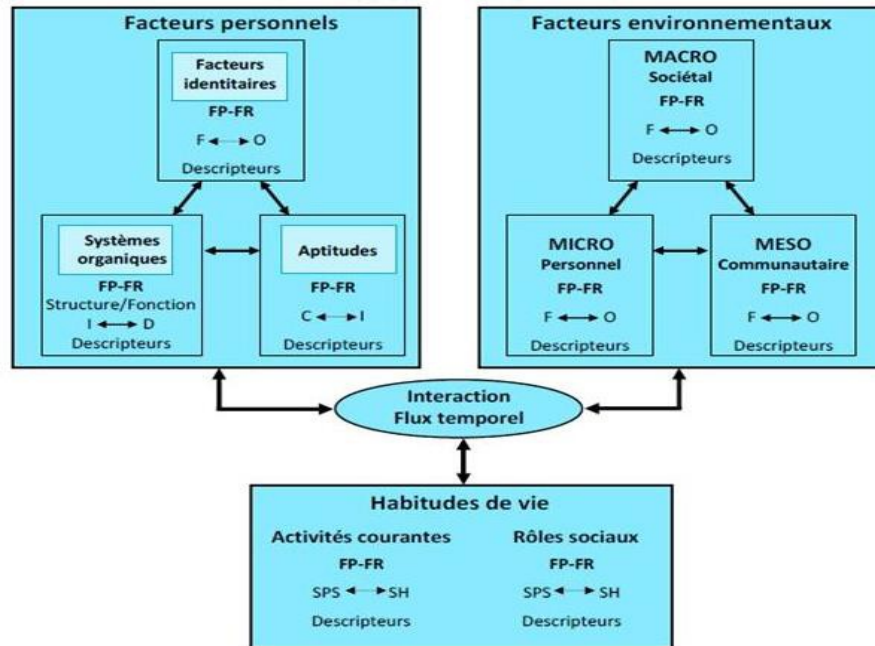 Facteurs personnels
Facteurs
identitaires
FP-FR
F O
Descripteurs
Systèmes
organiques
FP-FR
Structure/Fonction
I D
Descripteurs
Aptitudes
FP-FR
C I
Descripteurs
Facteurs environnementaux
MACRO
Sociétal
FP-FR
F O
Descripteurs
MICRO
Personnel
FP-FR
F O
Descripteurs
MESO
Communautaire
FP-FR
F O
Descripteurs
Interaction
Flux temporel
Habitudes de vie
Activités courantes
FP-FR
SPS SH
Descripteurs
Rôles sociaux
FP-FR
SPS SH
Descripteurs